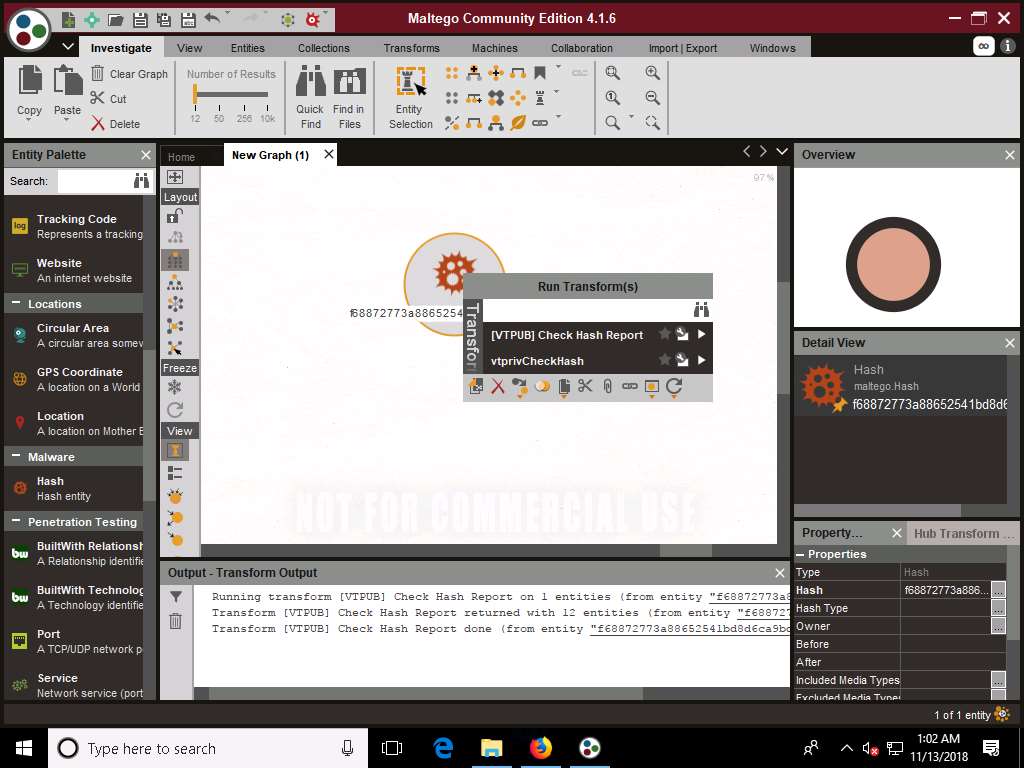 Maltego Community Edition 4.1.6
Investigate
View
Entities
Collections
Transforms
Machines
Collaboration
Import | Export
Windows
Copy
Paste
Clear Graph
Cut
Delete
Number of Results
12 50 256 10k
Quick Find
Find in Files
Entity Selection
Entity Palette
Search:
log
Tracking Code
Represents a tracking
Website
An internet website
Locations
Circular Area
A circular area somew
GPS Coordinate
A location on a World
Location
A location on Mother E
Malware
Hash
Hash entity
Penetration Testing
bw
BuiltWith Relationsh
A Relationship identifie
bw
BuiltWith Technolog
A Technology identifie
Port
A TCP/UDP network p
Service
Network service (port
Home
New Graph (1)
Layout
Freeze
View
97%
f68872773a8865254
Run Transform(s)
Transfor
[VTPUB] Check Hash Report
vtprivCheckHash
NOT FOR COMMERCIAL USE
Output - Transform Output
Running transform [VTPUB] Check Hash Report on 1 entities (from entity "f68872773a8
Transform [VTPUB] Check Hash Report returned with 12 entities (from entity "f68872
Transform [VTPUB] Check Hash Report done (from entity "f68872773a88652541bd8d6ca9bd
Overview
Detail View
Hash
maltego.Hash
f68872773a88652541bd8d6
Property...
Hub Transform ...
Properties
Type Hash
Hash f68872773a886... ...
Hash Type ...
Owner ...
Before
After
Included Media Types ...
Excluded Media Types
1 of 1 entity
Type here to search
1:02 AM
11/13/2018